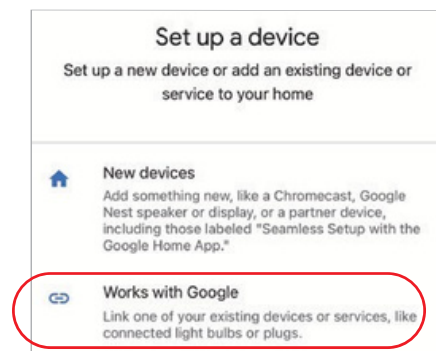 Set up a device
Set up a new device or add an existing device or
service to your home
New devices
Add something new, like a Chromecast, Google
Nest speaker or display, or a partner device,
including those labeled "Seamless Setup with the
Google Home App."
Works with Google
Link one of your existing devices or services, like
connected light bulbs or plugs.